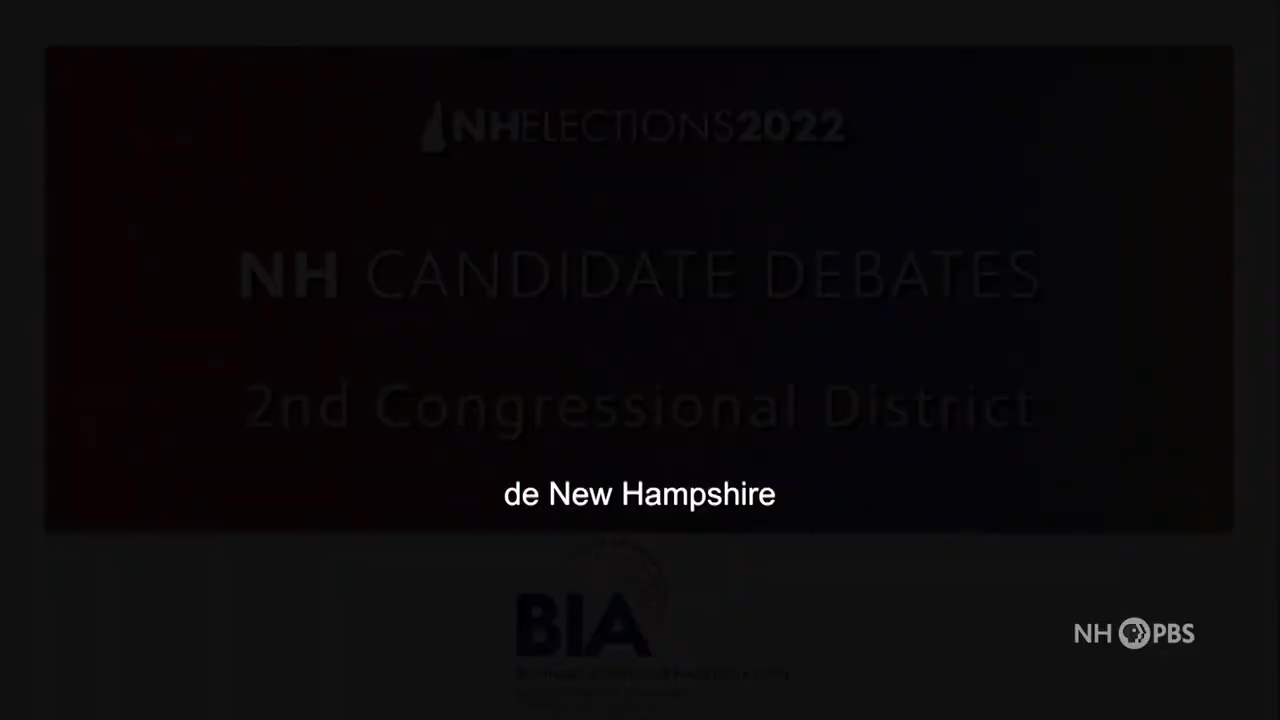 NHELECTIONS2022
NH CANDIDATE DEBATES
2nd Congressional District
de New Hampshire
BIA
NH PBS